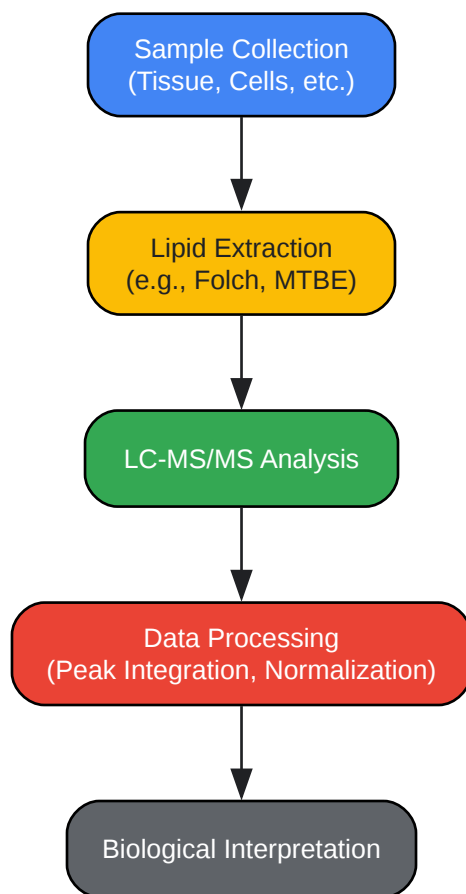 Sample Collection
(Tissue, Cells, etc.)
Lipid Extraction
(e.g., Folch, MTBE)
LC-MS/MS Analysis
Data Processing
(Peak Integration, Normalization)
Biological Interpretation